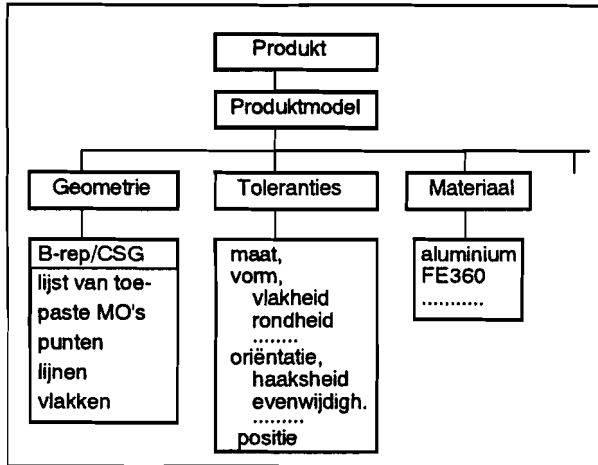 Produkt
Produktmodel
Geometrie
Toleranties
Materiaal
B-rep/CSG
lijst van toe-
paste MO's
punten
lijnen
vlakken
maat,
vorm,
vlakheid
rondheid
........
oriëntatie,
haaksheid
evenwijdigh.
.........
positie
aluminium
FE360
...........